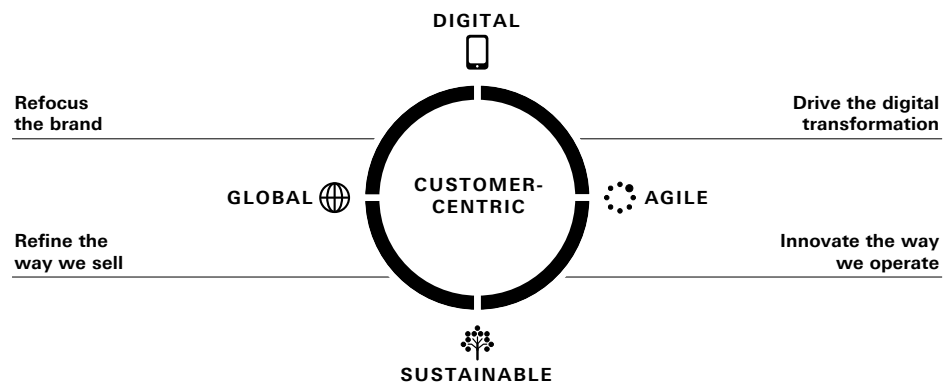 DIGITAL
Refocus
the brand
Drive the digital
transformation
GLOBAL
CUSTOMER-
CENTRIC
AGILE
Refine the
way we sell
Innovate the way
we operate
SUSTAINABLE